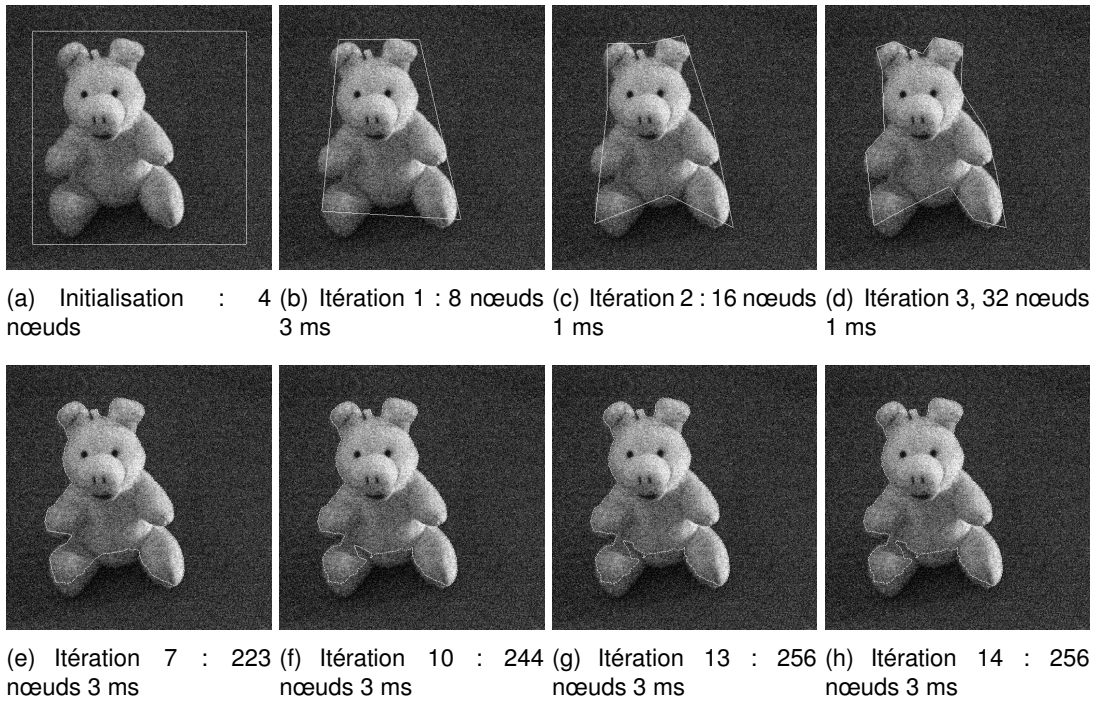 (a) Initialisation : 4
nœuds
(b) Itération 1 : 8 nœuds
3 ms
(c) Itération 2 : 16 nœuds
1 ms
(d) Itération 3, 32 nœuds
1 ms
(e) Itération 7 : 223
nœuds 3 ms
(f) Itération 10 : 244
nœuds 3 ms
(g) Itération 13 : 256
nœuds 3 ms
(h) Itération 14 : 256
nœuds 3 ms